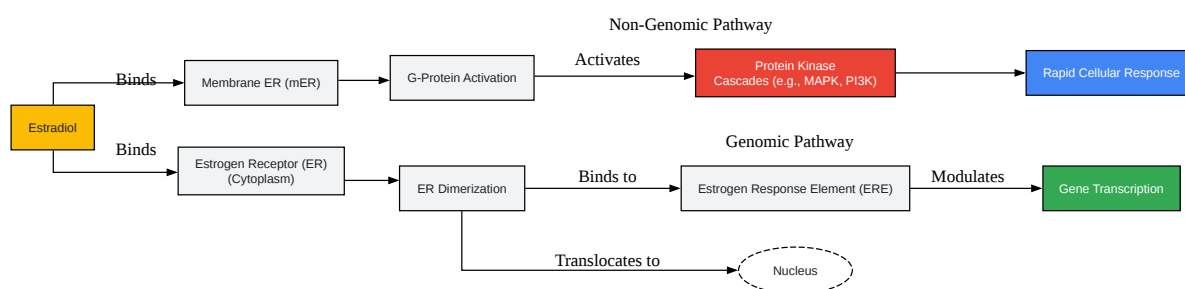 Non-Genomic Pathway
Binds
Membrane ER (mER)
G-Protein Activation
Activates
Protein Kinase
Cascades (e.g., MAPK, PI3K)
Rapid Cellular Response
Estradiol
Binds
Estrogen Receptor (ER)
(Cytoplasm)
ER Dimerization
Genomic Pathway
Binds to
Estrogen Response Element (ERE)
Modulates
Gene Transcription
Translocates to
Nucleus